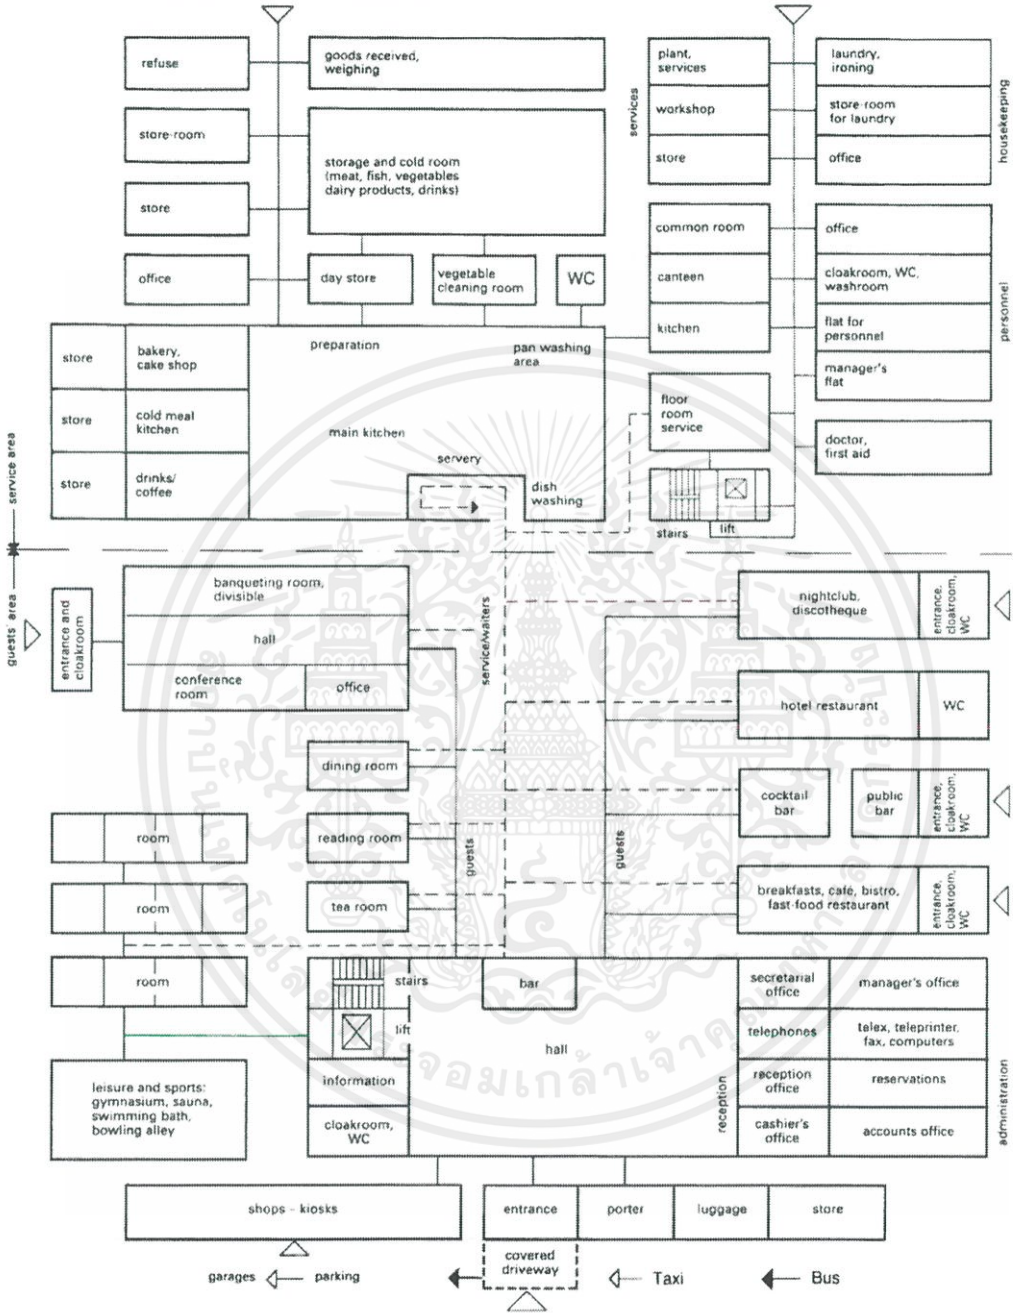 refuse
goods received,
weighing
store-room
storage and cold room
(meat, fish, vegetables
dairy products, drinks)
store
office
day store
vegetable
cleaning room
WC
services
plant,
services
workshop
store
laundry,
ironing
store-room
for laundry
office
housekeeping
common room
canteen
kitchen
office
cloakroom, WC,
washroom
flat for
personnel
manager's
flat
personnel
store
bakery,
cake shop
store
cold meal
kitchen
store
drinks/
coffee
preparation
pan washing
area
main kitchen
servery
dish
washing
floor
room
service
doctor,
first aid
stairs
lift
service area
guests' area
entrance and
cloakroom
banqueting room,
divisible
hall
conference
room
office
service/waiters
nightclub,
discotheque
entrance,
cloakroom,
WC
hotel restaurant
WC
dining room
cocktail
bar
public
bar
entrance,
cloakroom,
WC
room
reading room
guests
guests
room
tea room
breakfasts, café, bistro,
fast-food restaurant
entrance,
cloakroom,
WC
room
stairs
lift
bar
hall
information
cloakroom,
WC
leisure and sports:
gymnasium, sauna,
swimming bath,
bowling alley
reception
secretarial
office
manager's office
telephones
telex, teleprinter,
fax, computers
reception
office
reservations
cashier's
office
accounts office
administration
shops - kiosks
entrance
porter
luggage
store
covered
driveway
garages
parking
Taxi
Bus